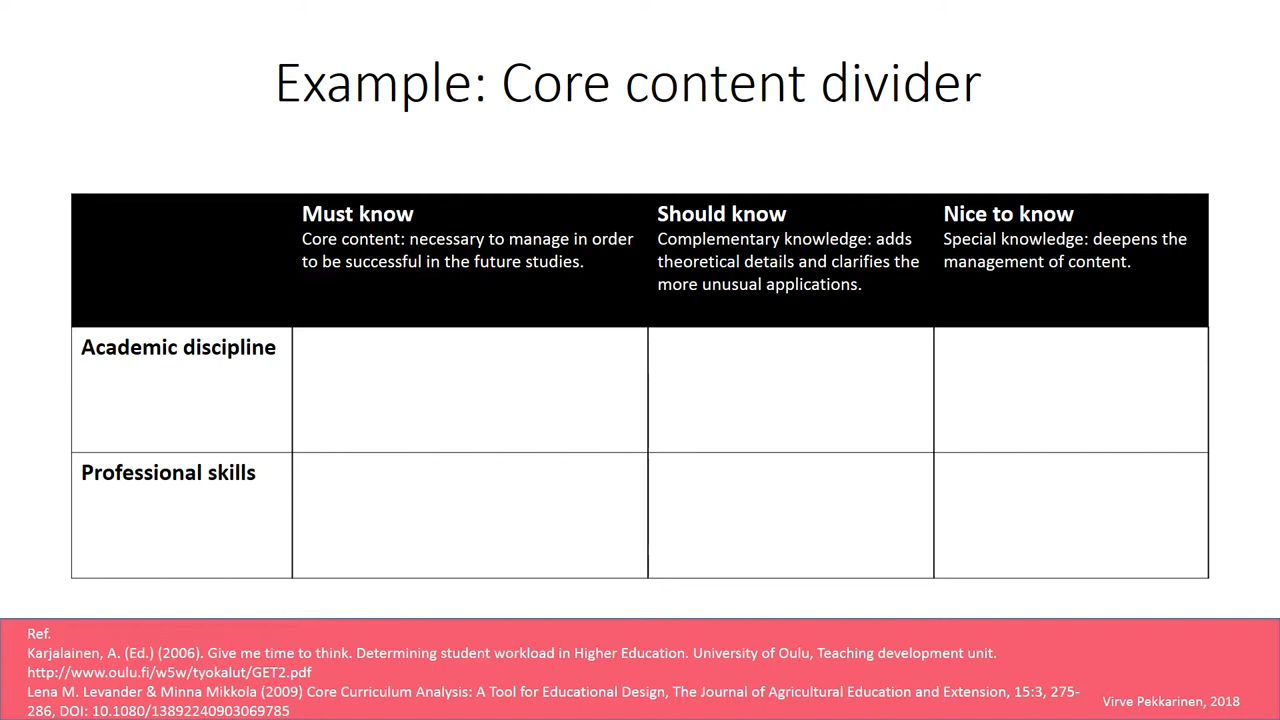 Example: Core content divider
Must know
Core content: necessary to manage in order
to be successful in the future studies.
Should know
Complementary knowledge: adds
theoretical details and clarifies the
more unusual applications.
Nice to know
Special knowledge: deepens the
management of content.
Academic discipline
Professional skills
Ref.
Karjalainen, A. (Ed.) (2006). Give me time to think. Determining student workload in Higher Education. University of Oulu, Teaching development unit.
http://www.oulu.fi/w5w/tyokalut/GET2.pdf
Lena M. Levander & Minna Mikkola (2009) Core Curriculum Analysis: A Tool for Educational Design, The Journal of Agricultural Education and Extension, 15:3, 275-
286, DOI: 10.1080/13892240903069785
Virve Pekkarinen, 2018